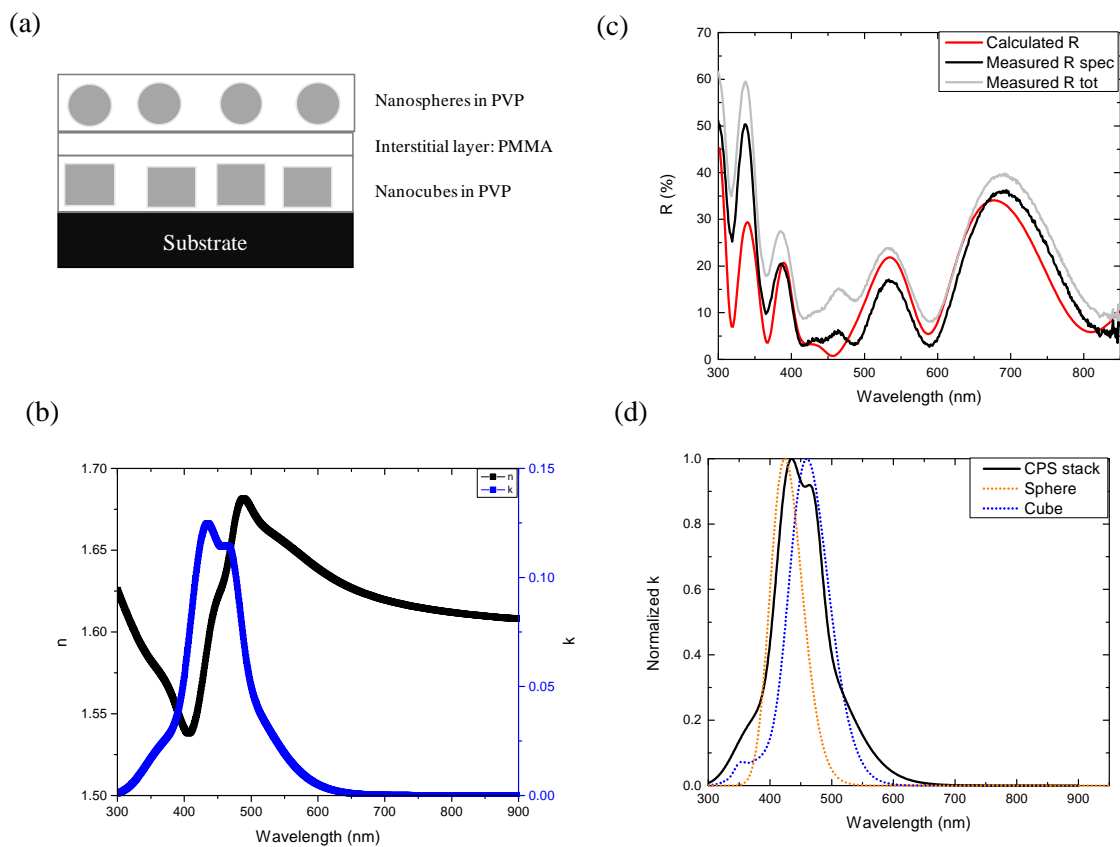 (a)
Nanospheres in PVP
Interstitial layer: PMMA
Nanocubes in PVP
Substrate
(c)
Calculated R
Measured R spec
Measured R tot
R (%)
70
60
50
40
30
20
10
0
300 400 500 600 700 800
Wavelength (nm)
(b)
n
k
n
1.70
1.65
1.60
1.55
1.50
k
0.15
0.10
0.05
0.00
300 400 500 600 700 800 900
Wavelength (nm)
(d)
CPS stack
Sphere
Cube
Normalized k
1.0
0.8
0.6
0.4
0.2
0.0
300 400 500 600 700 800 900
Wavelength (nm)